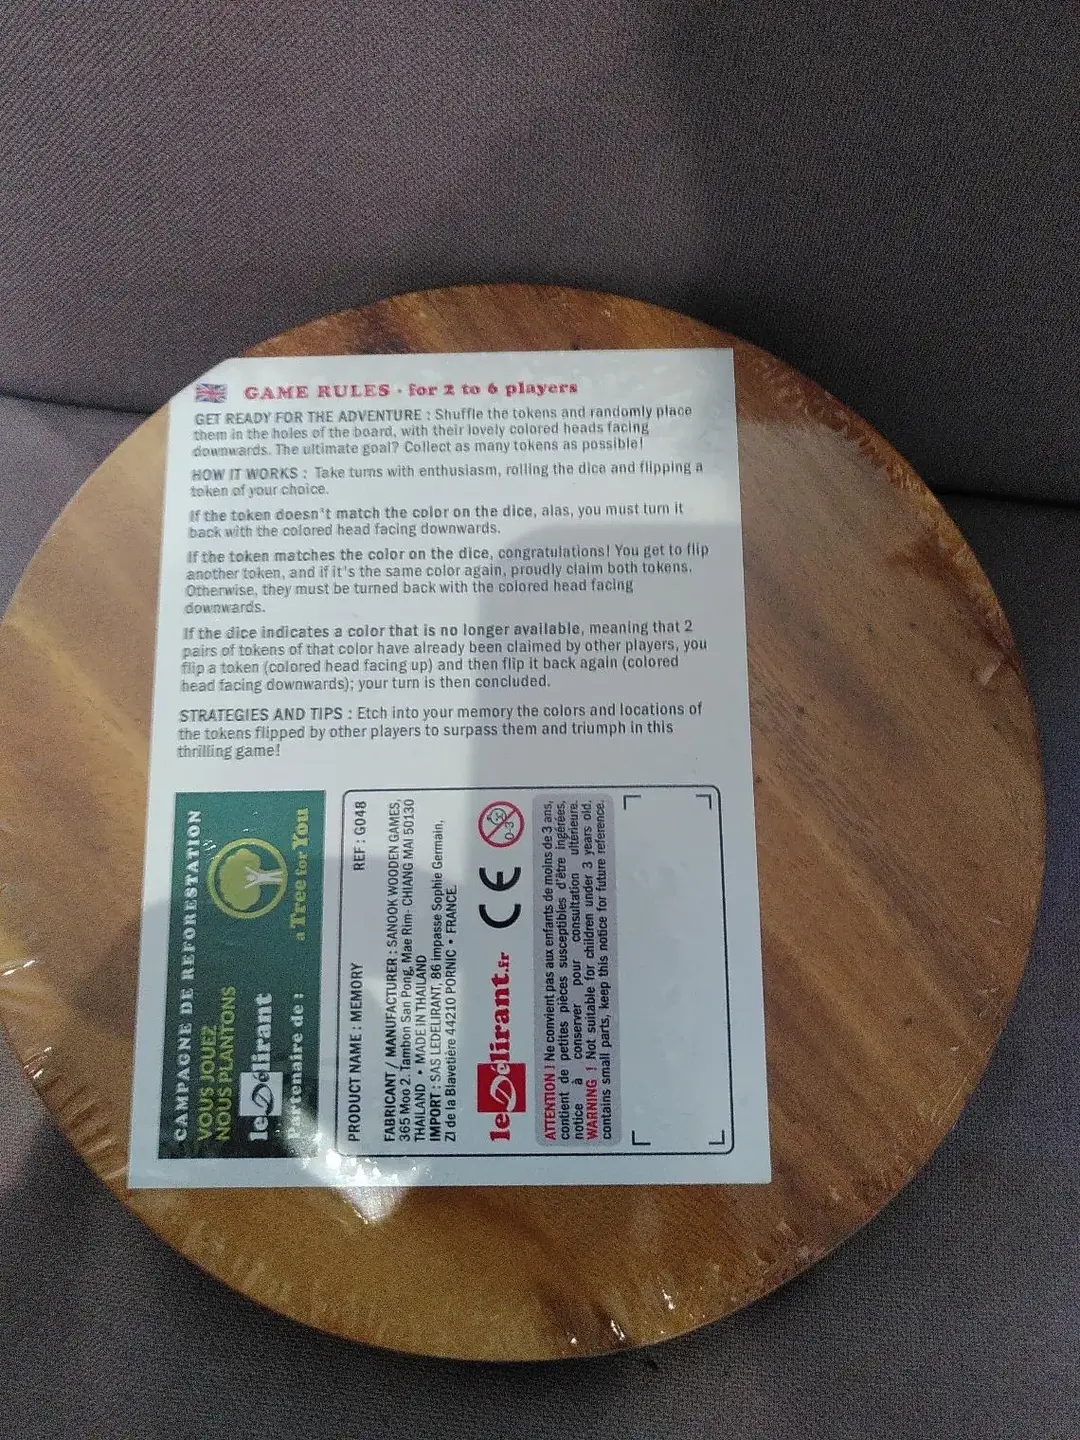 GAME RULES · for 2 to 6 players
GET READY FOR THE ADVENTURE : Shuffle the tokens and randomly place
them in the holes of the board, with their lovely colored heads facing
downwards. The ultimate goal? Collect as many tokens as possible!
HOW IT WORKS : Take turns with enthusiasm, rolling the dice and flipping a
token of your choice.
If the token doesn't match the color on the dice, alas, you must turn it
back with the colored head facing downwards.
If the token matches the color on the dice, congratulations! You get to flip
another token, and if it's the same color again, proudly claim both tokens.
Otherwise, they must be turned back with the colored head facing
downwards.
If the dice indicates a color that is no longer available, meaning that 2
pairs of tokens of that color have already been claimed by other players, you
flip a token (colored head facing up) and then flip it back again (colored
head facing downwards); your turn is then concluded.
STRATEGIES AND TIPS : Etch into your memory the colors and locations of
the tokens flipped by other players to surpass them and triumph in this
thrilling game!
CAMPAGNE DE REFORESTATION
VOUS JOUEZ
NOUS PLANTONS
le Délirant
Partenaire de :
a Tree for You
PRODUCT NAME : MEMORY REF : G048
FABRICANT / MANUFACTURER : SANOOK WOODEN GAMES,
365 Moo 2, Tambon San Pong, Mae Rim- CHIANG MAI 50130
THAILAND • MADE IN THAILAND
IMPORT : SAS LEDELIRANT, 86 impasse Sophie Germain,
ZI de la Blavetière 44210 PORNIC • FRANCE.
le Délirant.fr CE 0-3
ATTENTION ! Ne convient pas aux enfants de moins de 3 ans,
contient de petites pièces susceptibles d'être ingérées,
notice à conserver pour consultation ultérieure.
WARNING ! Not suitable for children under 3 years old,
contains small parts, keep this notice for future reference.